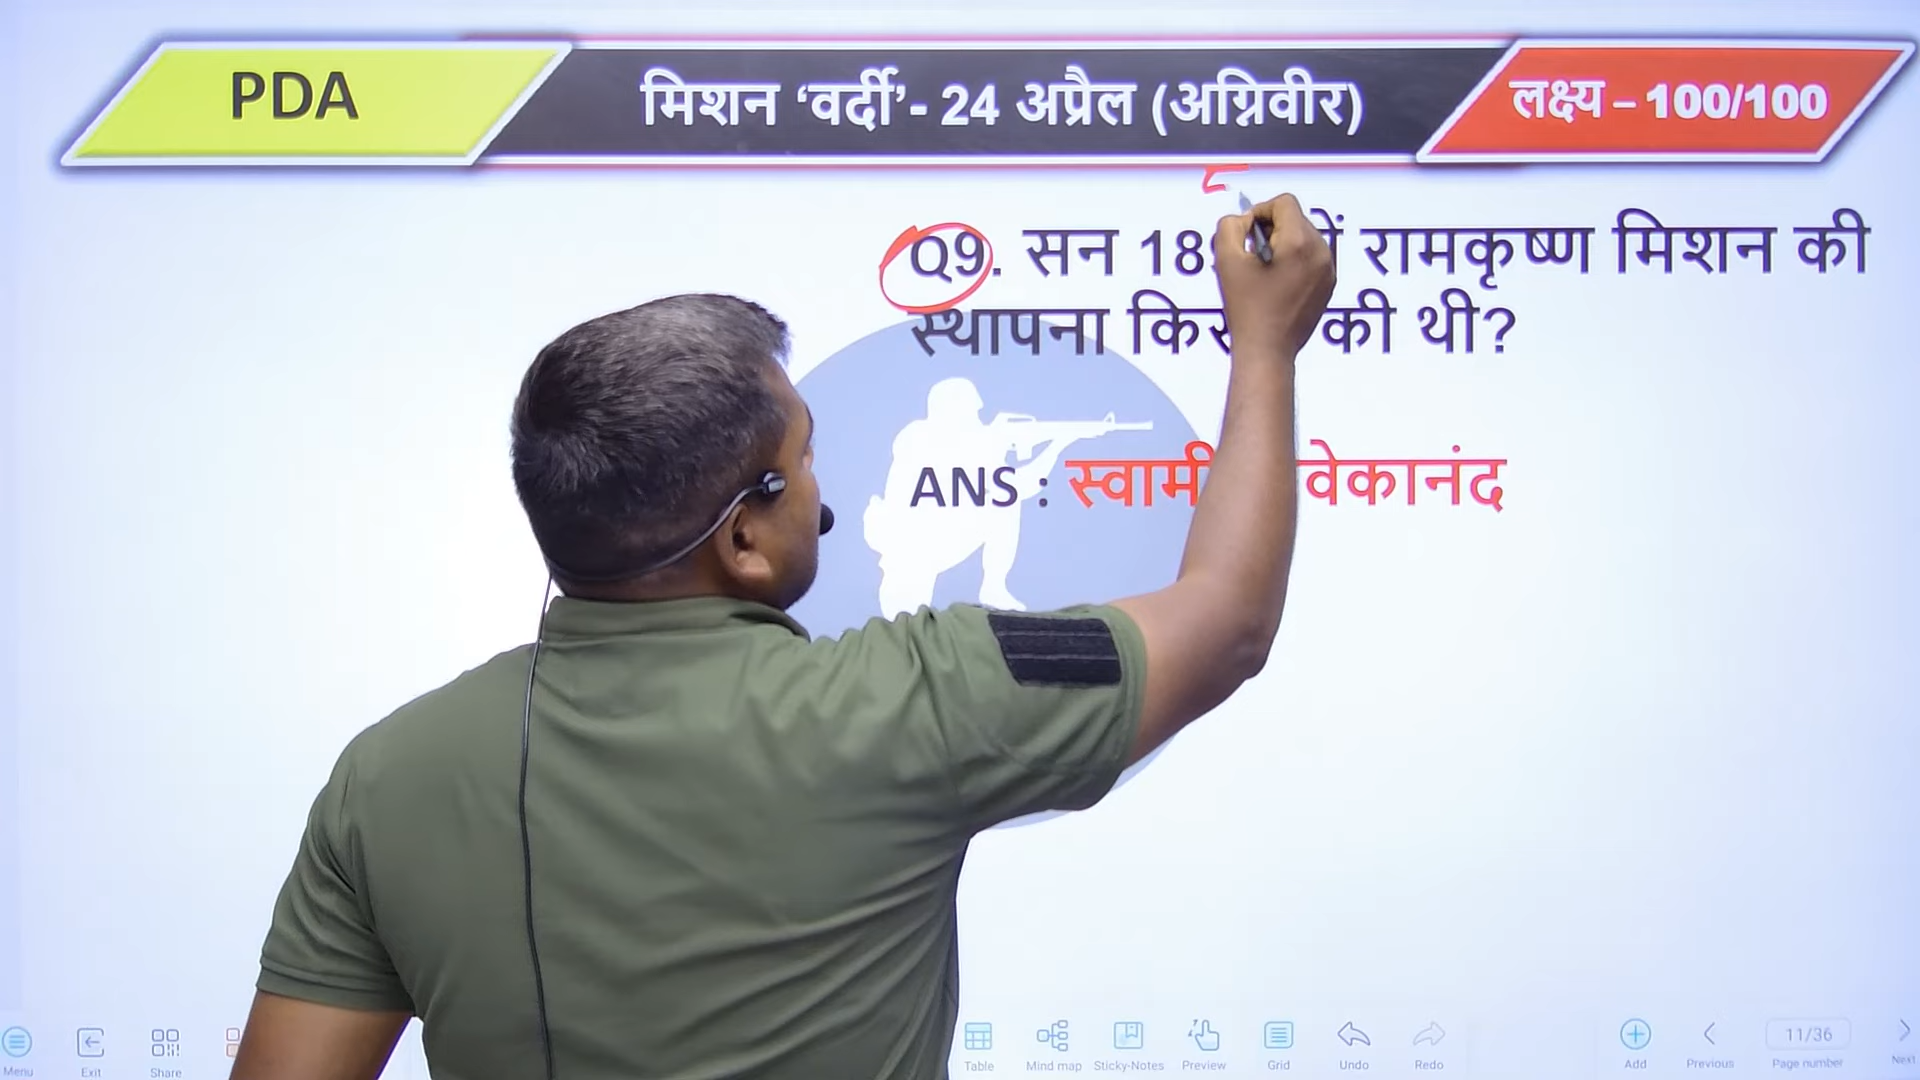 PDA
मिशन ‘वर्दी’- 24 अप्रैल (अग्निवीर)
लक्ष्य – 100/100
Q9. सन में रामकृष्ण मिशन की
स्थापना की थी?
ANS : स्वामी
Menu
Exit
Share
Table
Mind map
Sticky-Notes
Preview
Grid
Undo
Redo
Add
Previous
11/36
Page number
Next